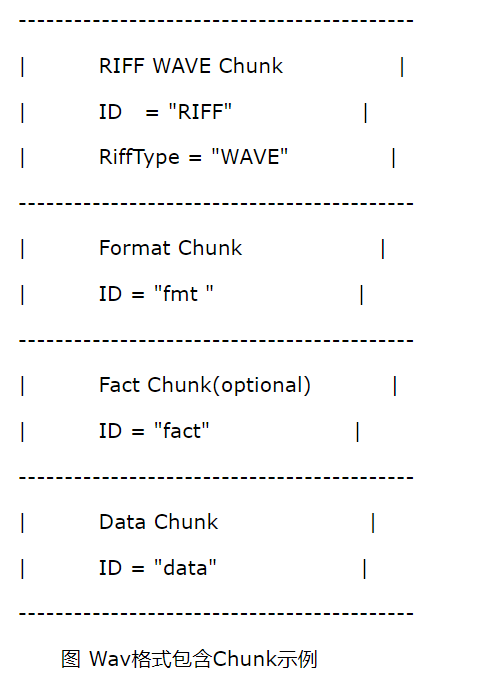 -------------------------------------------
|          RIFF WAVE Chunk                |
|          ID   = "RIFF"                  |
|          RiffType = "WAVE"              |
-------------------------------------------
|          Format Chunk                   |
|          ID = "fmt "                    |
-------------------------------------------
|          Fact Chunk(optional)           |
|          ID = "fact"                    |
-------------------------------------------
|          Data Chunk                     |
|          ID = "data"                    |
-------------------------------------------
图 Wav格式包含Chunk示例